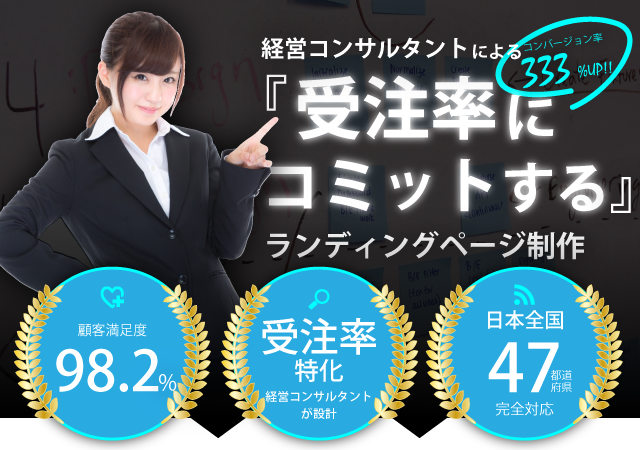 経営コンサルタントによる
コンバージョン率
333%UP!!
『受注率に
コミットする』
ランディングページ制作
顧客満足度
98.2%
受注率
特化
経営コンサルタント
が設計
日本全国
47都道府県
完全対応